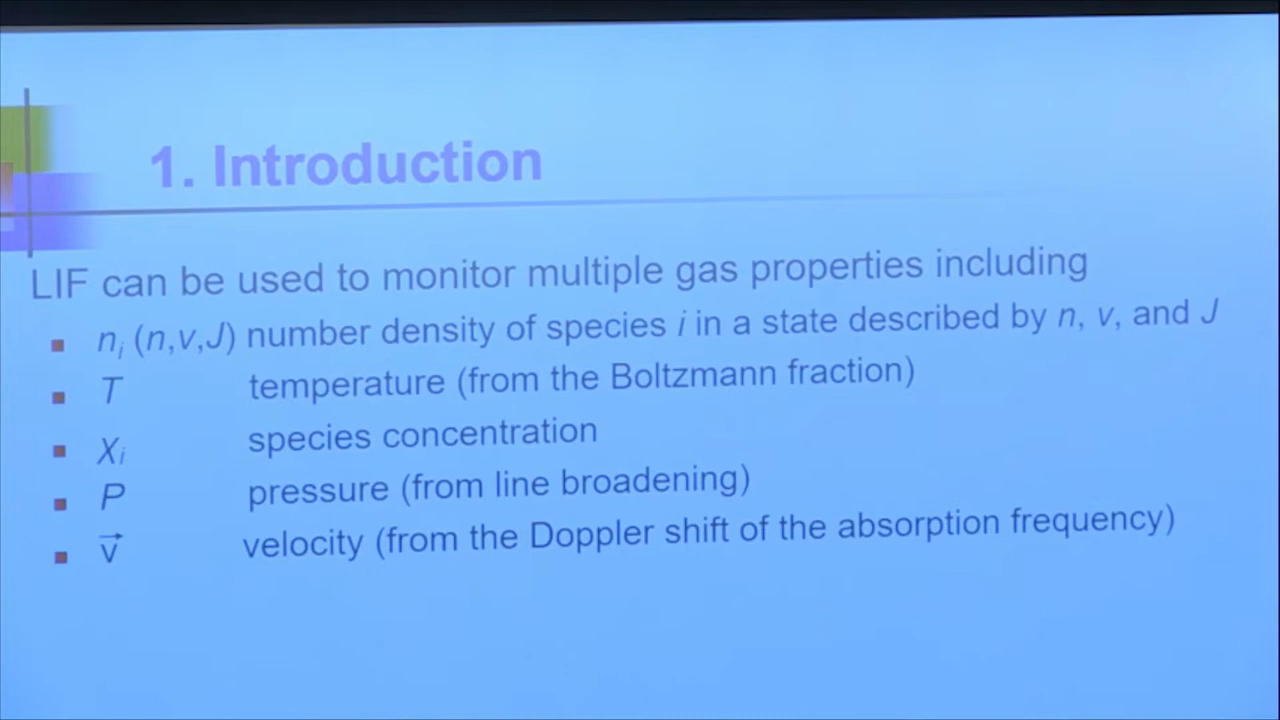 1. Introduction
LIF can be used to monitor multiple gas properties including
▪ nᵢ (n,v,J) number density of species i in a state described by n, v, and J
▪ T temperature (from the Boltzmann fraction)
▪ Xᵢ species concentration
▪ P pressure (from line broadening)
▪ v⃗ velocity (from the Doppler shift of the absorption frequency)